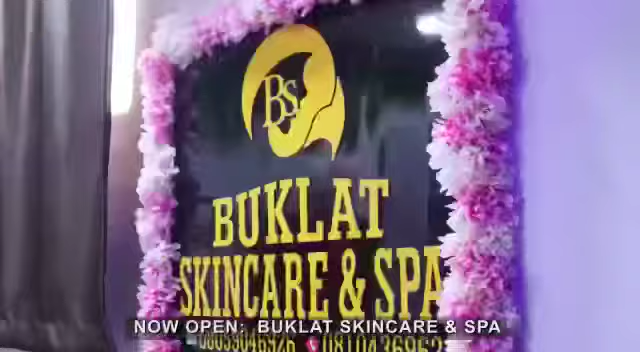 BS
BUKLAT
SKINCARE & SPA
NOW OPEN: BUKLAT SKINCARE & SPA